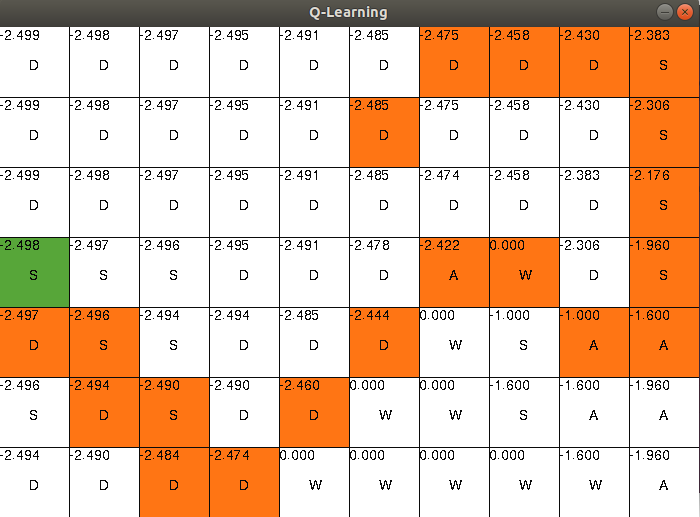 Q-Learning
-2.499 -2.498 -2.497 -2.495 -2.491 -2.485 -2.475 -2.458 -2.430 -2.383
D D D D D D D D D S
-2.499 -2.498 -2.497 -2.495 -2.491 -2.485 -2.475 -2.458 -2.430 -2.306
D D D D D D D D D S
-2.499 -2.498 -2.497 -2.495 -2.491 -2.485 -2.474 -2.458 -2.383 -2.176
D D D D D D D D D S
-2.498 -2.497 -2.496 -2.495 -2.491 -2.478 -2.422 0.000 -2.306 -1.960
S S S D D D A W D S
-2.497 -2.496 -2.494 -2.494 -2.485 -2.444 0.000 -1.000 -1.000 -1.600
D S S D D D W S A A
-2.496 -2.494 -2.490 -2.490 -2.460 0.000 0.000 -1.600 -1.600 -1.960
S D S D D W W S A A
-2.494 -2.490 -2.484 -2.474 0.000 0.000 0.000 0.000 -1.600 -1.960
D D D D W W W W W A